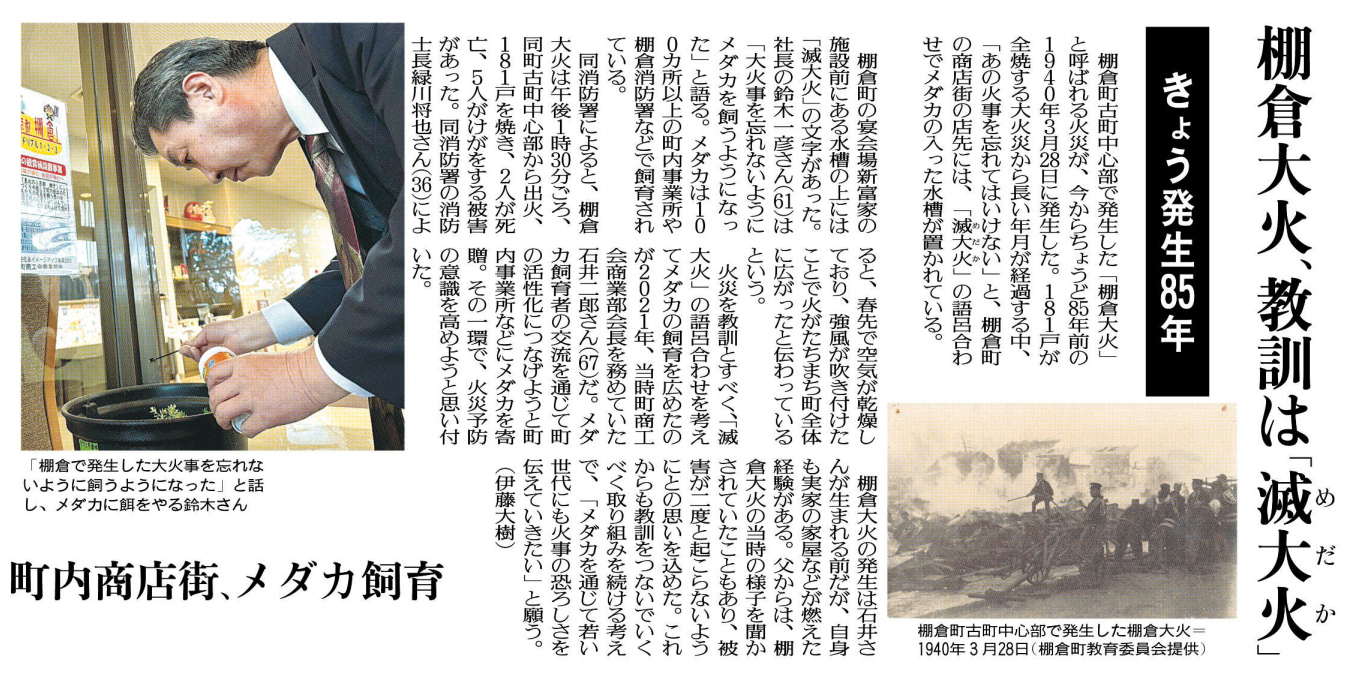 棚倉大火、教訓は「滅大火」
めだか
きょう発生85年
棚倉町古町中心部で発生した「棚倉大火」
と呼ばれる火災が、今からちょうど85年前の
1940年3月28日に発生した。181戸が
全焼する大火災から長い年月が経過する中、
「あの火事を忘れてはいけない」と、棚倉町
の商店街の店先には、「滅大火」の語呂合わ
めだか
せでメダカの入った水槽が置かれている。
棚倉町の宴会場新富家の
施設前にある水槽の上には
「滅大火」の文字があった。
社長の鈴木一彦さん(61)は
「大火事を忘れないように
メダカを飼うようになっ
た」と語る。メダカは10
0カ所以上の町内事業所や
棚倉消防署などで飼育され
ている。
同消防署によると、棚倉
大火は午後1時30分ごろ、
同町古町中心部から出火、
181戸を焼き、2人が死
亡、5人がけがをする被害
があった。同消防署の消防
士長緑川将也さん(36)によ
ると、春先で空気が乾燥し
ており、強風が吹き付けた
ことで火がたちまち町全体
に広がったと伝わっている
という。
火災を教訓とすべく、「滅
大火」の語呂合わせを考え
てメダカの飼育を広めたの
が2021年、当時町商工
会商業部会長を務めていた
石井二郎さん(67)だ。メダ
カ飼育者の交流を通じて町
の活性化につなげようと町
内事業所などにメダカを寄
贈。その一環で、火災予防
の意識を高めようと思い付
いた。
棚倉大火の発生は石井さ
んが生まれる前だが、自身
も実家の家屋などが燃えた
経験がある。父からは、棚
倉大火の当時の様子を聞か
されていたこともあり、被
害が二度と起こらないよう
にとの思いを込めた。これ
からも教訓をつないでいく
べく取り組みを続ける考え
で、「メダカを通じて若い
世代にも火事の恐ろしさを
伝えていきたい」と願う。
(伊藤大樹)
棚倉町古町中心部で発生した棚倉大火＝
1940年3月28日(棚倉町教育委員会提供)
棚倉
「棚倉で発生した大火事を忘れな
いように飼うようになった」と話
し、メダカに餌をやる鈴木さん
町内商店街、メダカ飼育